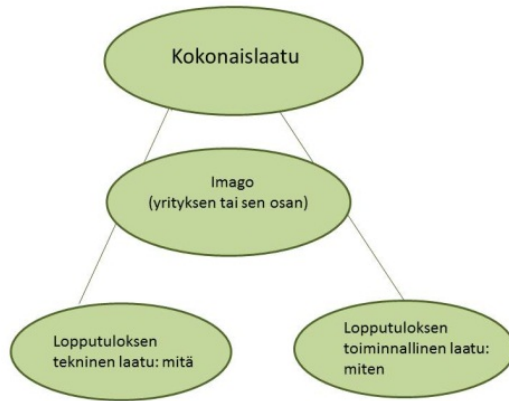 Kokonaislaatu
Imago
(yrityksen tai sen osan)
Lopputuloksen
tekninen laatu: mitä
Lopputuloksen
toiminnallinen laatu:
miten